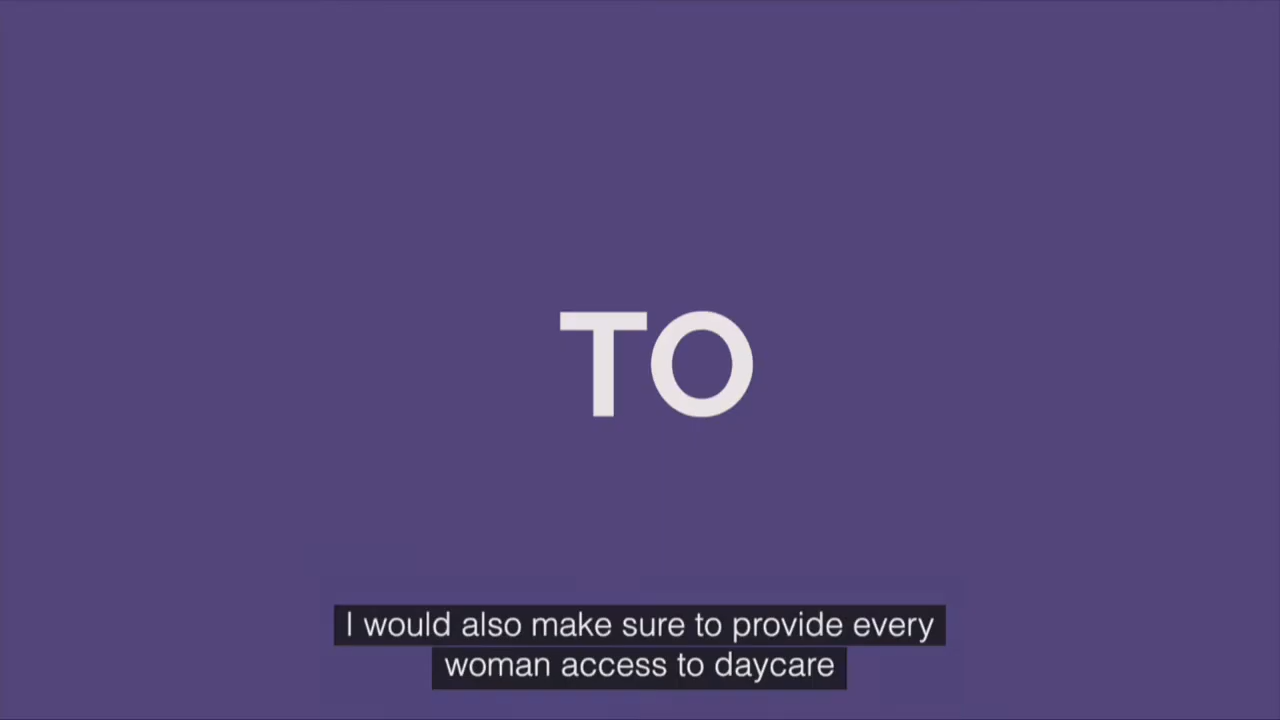 TO
I would also make sure to provide every
woman access to daycare